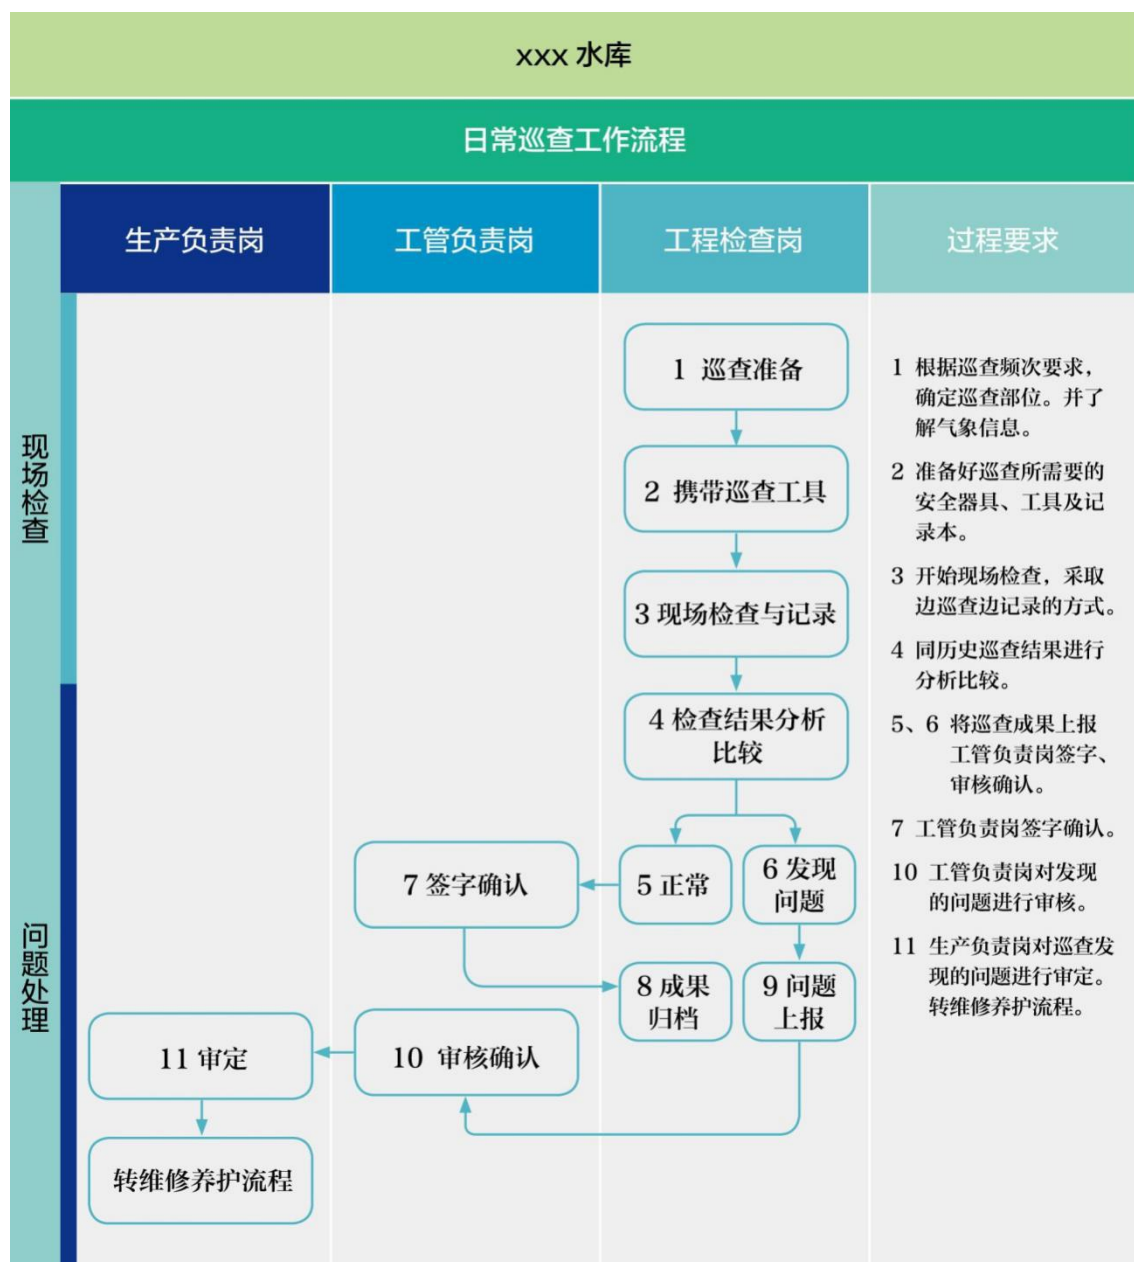 xxx 水库
日常巡查工作流程
生产负责岗
工管负责岗
工程检查岗
过程要求
现场检查
问题处理
1 巡查准备
2 携带巡查工具
3 现场检查与记录
4 检查结果分析
比较
5 正常
6 发现
问题
7 签字确认
8 成果
归档
9 问题
上报
10 审核确认
11 审定
转维修养护流程
1 根据巡查频次要求，
确定巡查部位。并了
解气象信息。
2 准备好巡查所需要的
安全器具、工具及记
录本。
3 开始现场检查，采取
边巡查边记录的方式。
4 同历史巡查结果进行
分析比较。
5、6 将巡查成果上报
工管负责岗签字、
审核确认。
7 工管负责岗签字确认。
10 工管负责岗对发现
的问题进行审核。
11 生产负责岗对巡查发
现的问题进行审定。
转维修养护流程。